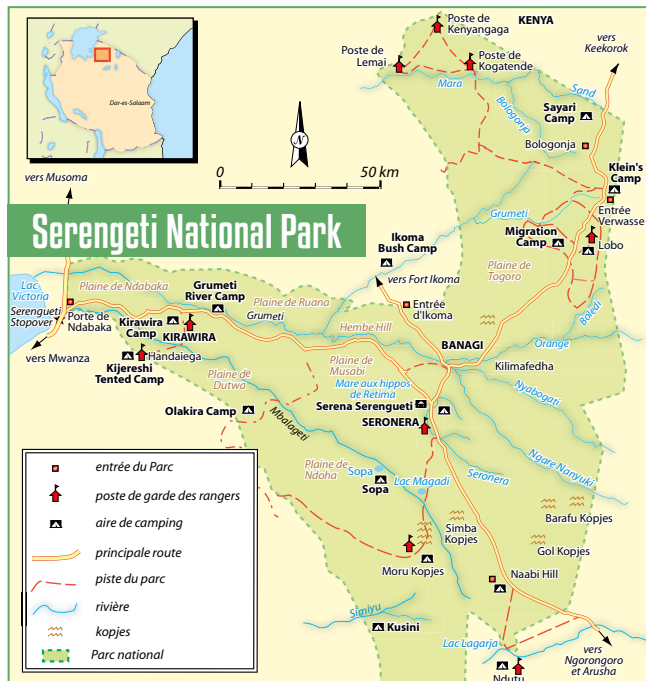 Poste de
Kenyangaga
KENYA
vers
Keekorok
Poste de
Lemai
Poste de
Kogatende
Mara
Sand
Bologonja
Sayari
Camp
Bologonja
Dar-es-Salaam
N
0
50 km
vers Musoma
Klein's
Camp
Entrée
Verwasse
Grumeti
Serengeti National Park
Ikoma
Bush Camp
Migration
Camp
Lobo
Plaine de
Togoro
Lac
Victoria
Plaine de Ndabaka
Grumeti
River Camp
Plaine de Ruana
vers Fort Ikoma
Serengueti
Stopover
Porte de
Ndabaka
Kirawira
Camp
KIRAWIRA
Grumeti
Entrée
d'Ikoma
Boledi
Hembe Hill
BANAGI
Orange
vers Mwanza
Handaiega
Kijereshi
Tented Camp
Plaine de
Dutwa
Plaine de
Musabi
Kilimafedha
Mare aux hippos
de Retima
Nyabogati
Olakira Camp
Mbalageti
Serena Serengueti
SERONERA
Ngare Nanyuki
Plaine de
Ndoha
Sopa
Sopa
Lac Magadi
Seronera
Simba
Kopjes
Barafu Kopjes
Gol Kopjes
Moru Kopjes
Naabi Hill
Simiyu
Kusini
Lac Lagarja
Ndutu
vers
Ngorongoro
et Arusha
entrée du Parc
poste de garde des rangers
aire de camping
principale route
piste du parc
rivière
kopjes
Parc national